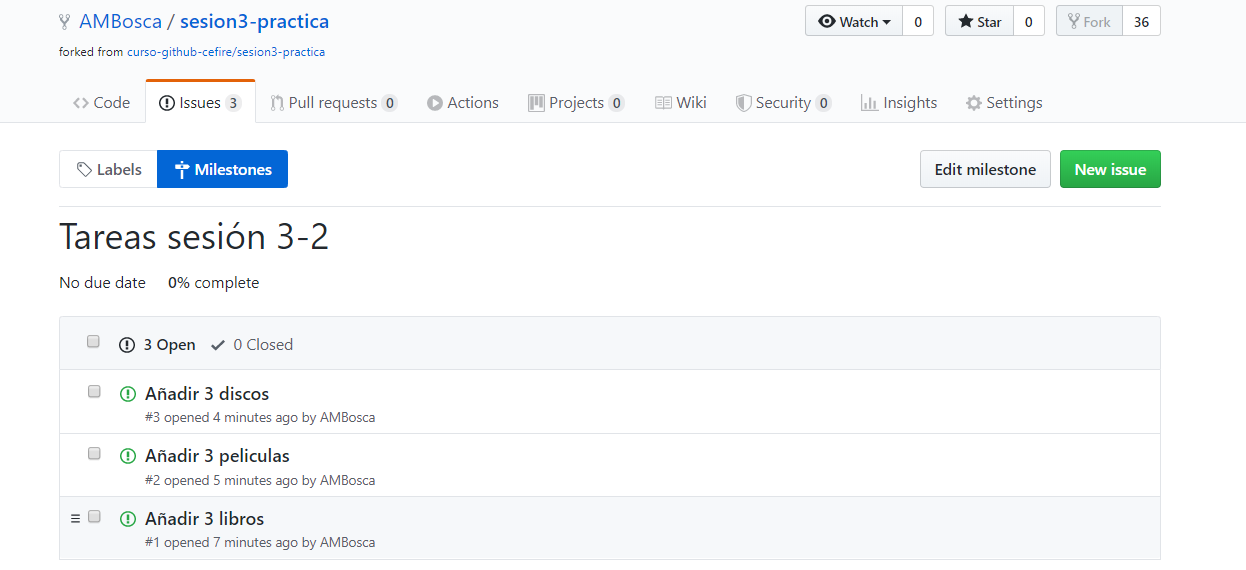 AMBosca / sesion3-practica
Watch 0 Star 0 Fork 36
forked from curso-github-cefire/sesion3-practica
Code Issues 3 Pull requests 0 Actions Projects 0 Wiki Security 0 Insights Settings
Labels Milestones Edit milestone New issue
Tareas sesión 3-2
No due date 0% complete
3 Open 0 Closed
Añadir 3 discos
#3 opened 4 minutes ago by AMBosca
Añadir 3 peliculas
#2 opened 5 minutes ago by AMBosca
Añadir 3 libros
#1 opened 7 minutes ago by AMBosca